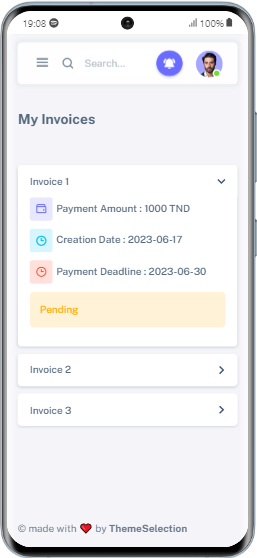 19:08 100%
Search...
My Invoices
Invoice 1
Payment Amount : 1000 TND
Creation Date : 2023-06-17
Payment Deadline : 2023-06-30
Pending
Invoice 2
Invoice 3
© made with ❤️ by ThemeSelection